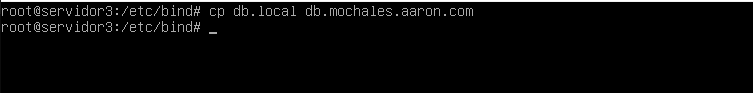 root@servidor3:/etc/bind# cp db.local db.mochales.aaron.com
root@servidor3:/etc/bind# _